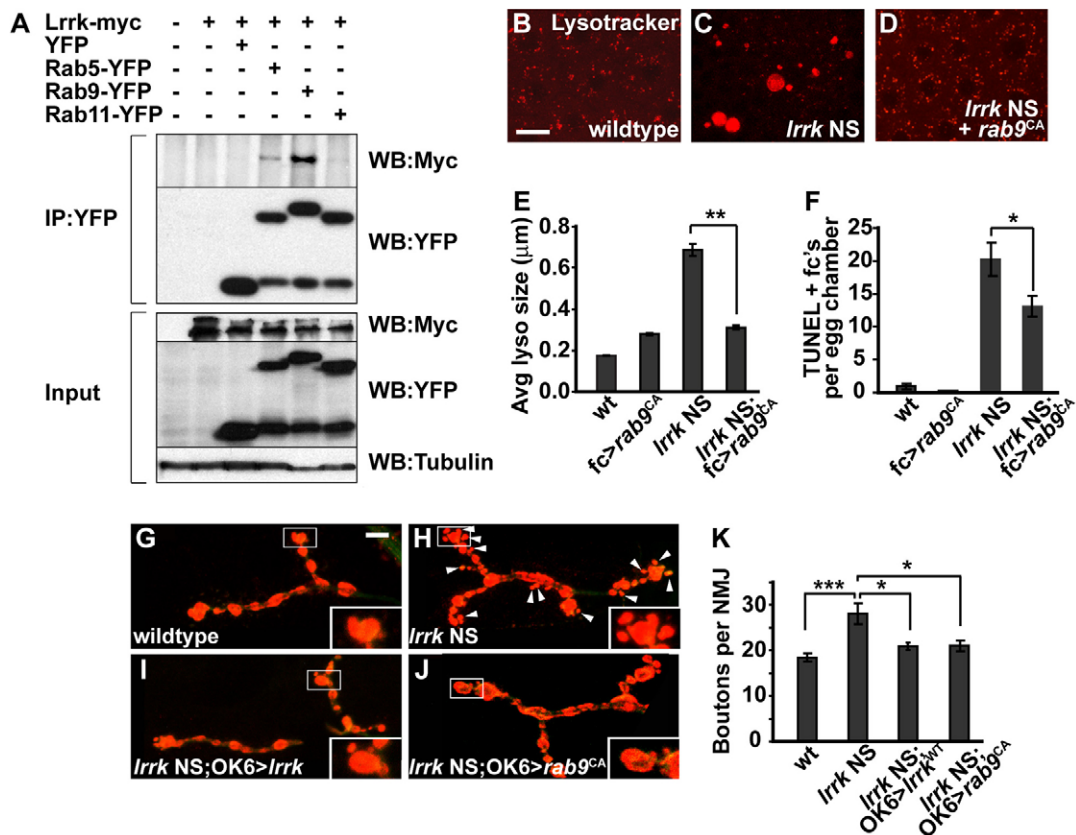 A
Lrrk-myc - + + + + +
YFP - - + - - -
Rab5-YFP - - - + - -
Rab9-YFP - - - - + -
Rab11-YFP - - - - - +
IP:YFP
WB:Myc
WB:YFP
Input
WB:Myc
WB:YFP
WB:Tubulin
B Lysotracker
wildtype
C
lrrk NS
D
lrrk NS
+ rab9CA
E
Avg lyso size (µm)
0.8
0.6
0.4
0.2
0.0
**
wt
fc>rab9CA
lrrk NS
lrrk NS;
fc>rab9CA
F
TUNEL+ fc's
per egg chamber
25
20
15
10
5
0
*
wt
fc>rab9CA
lrrk NS
lrrk NS;
fc>rab9CA
G
wildtype
H
lrrk NS
I
lrrk NS;OK6>lrrk
J
lrrk NS;OK6>rab9CA
K
Boutons per NMJ
30
20
10
0
***
*
*
wt
lrrk NS
lrrk NS;
OK6>lrrkWT
lrrk NS;
OK6>rab9CA